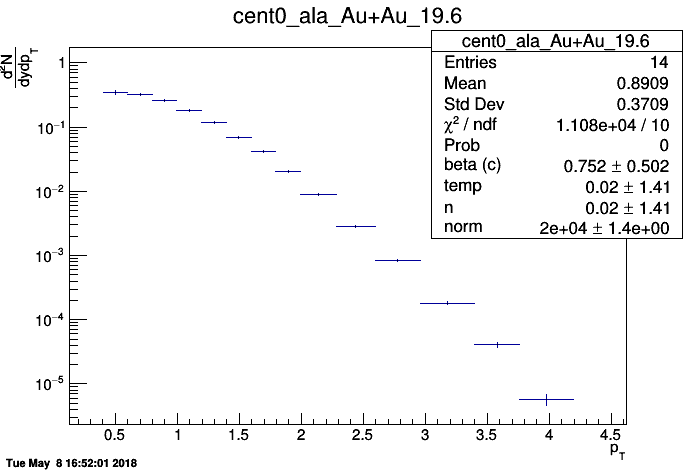 cent0_ala_Au+Au_19.6
cent0_ala_Au+Au_19.6
Entries 14
Mean 0.8909
Std Dev 0.3709
χ² / ndf 1.108e+04 / 10
Prob 0
beta (c) 0.752 ± 0.502
temp 0.02 ± 1.41
n 0.02 ± 1.41
norm 2e+04 ± 1.4e+00
d²N
dydp_T
1
10⁻¹
10⁻²
10⁻³
10⁻⁴
10⁻⁵
0.5 1 1.5 2 2.5 3 3.5 4 4.5
p_T
Tue May 8 16:52:01 2018